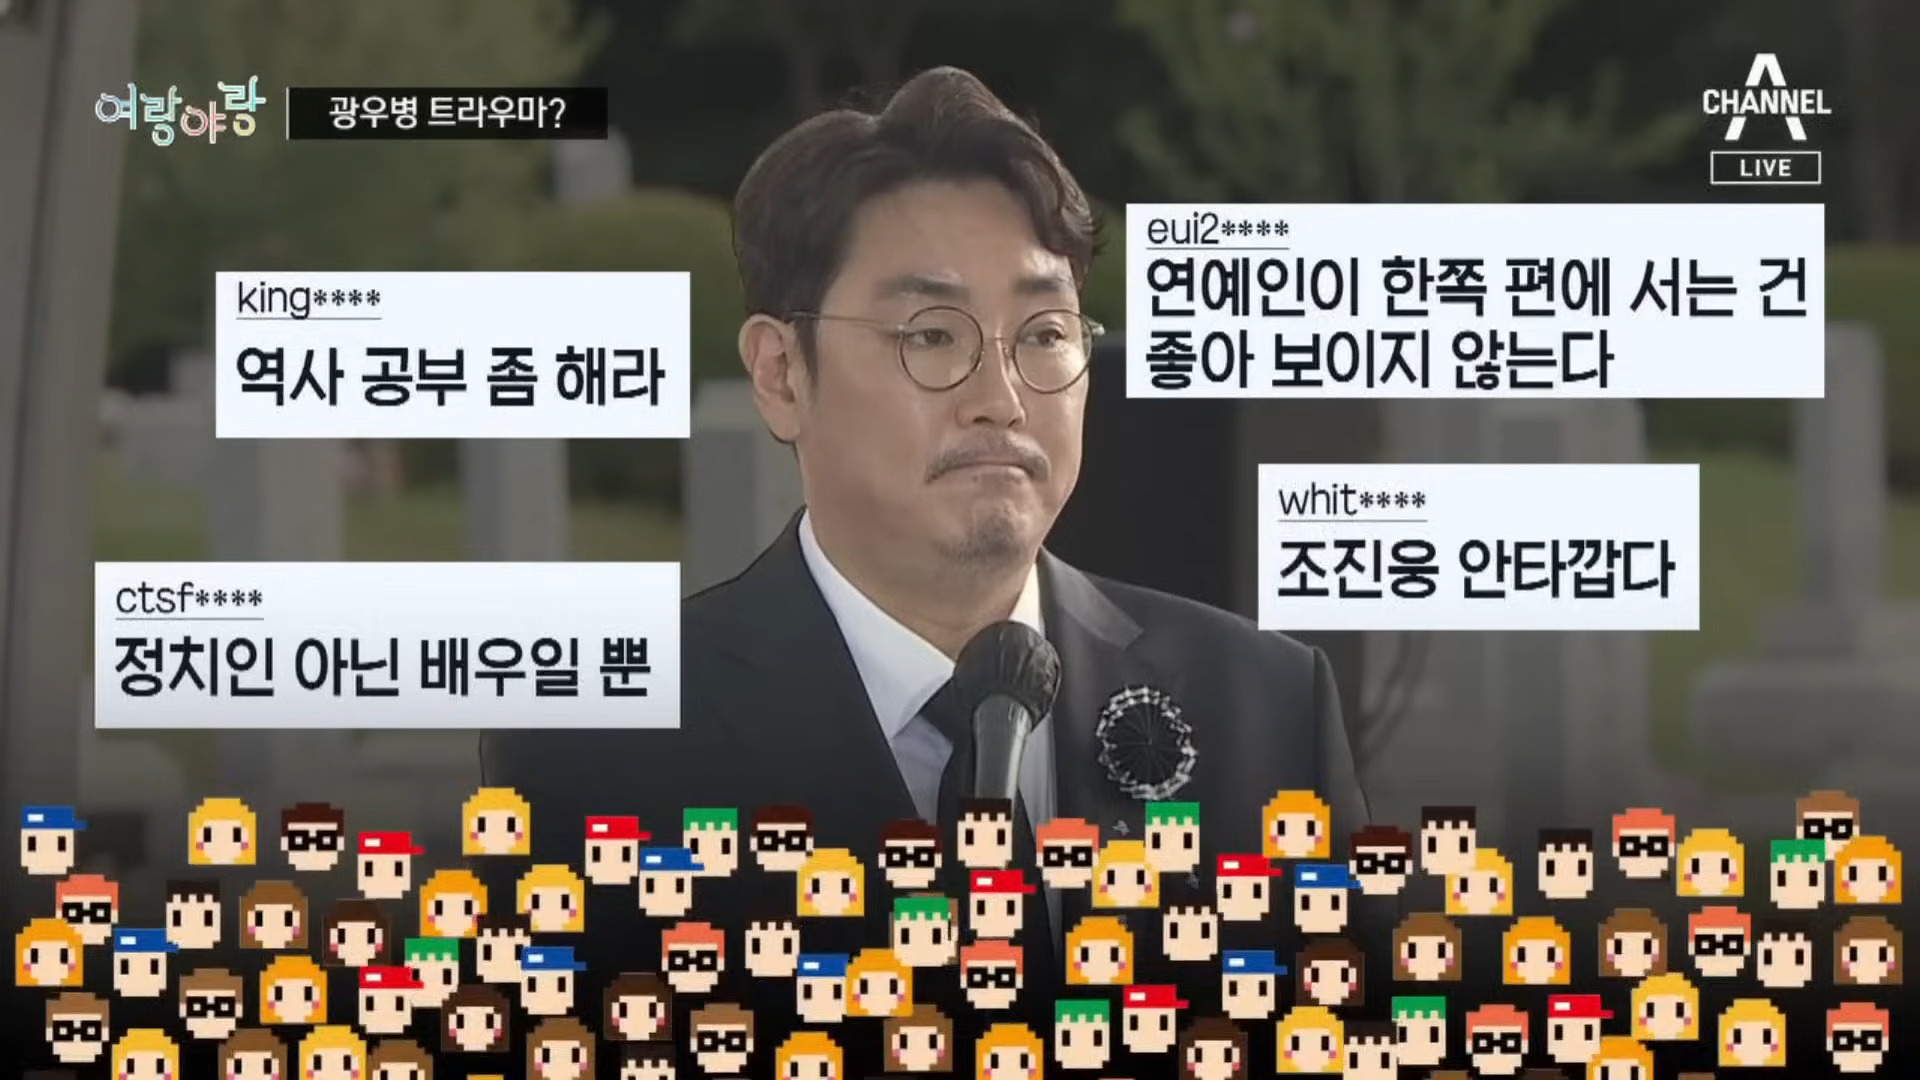 여랑야랑
광우병 트라우마?
CHANNEL A
LIVE
king****
역사 공부 좀 해라
eui2****
연예인이 한쪽 편에 서는 건
좋아 보이지 않는다
ctsf****
정치인 아닌 배우일 뿐
whit****
조진웅 안타깝다